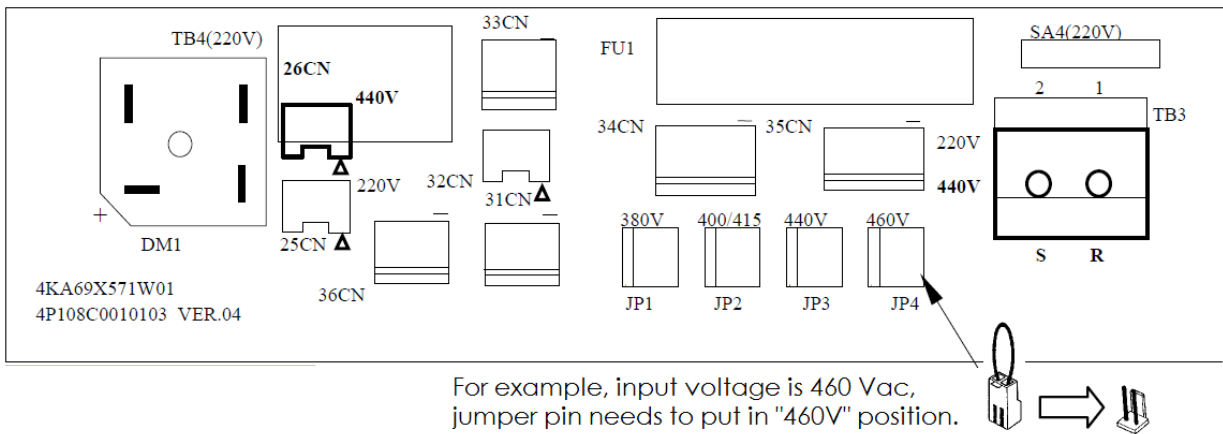 33CN
TB4(220V)
FU1
SA4(220V)
26CN
440V
2 1
TB3
34CN
35CN
220V
440V
220V
32CN
31CN
25CN
+
DM1
380V 400/415 440V 460V
S R
4KA69X571W01
36CN
JP1 JP2 JP3 JP4
4P108C0010103 VER.04
For example, input voltage is 460 Vac,
jumper pin needs to put in "460V" position.